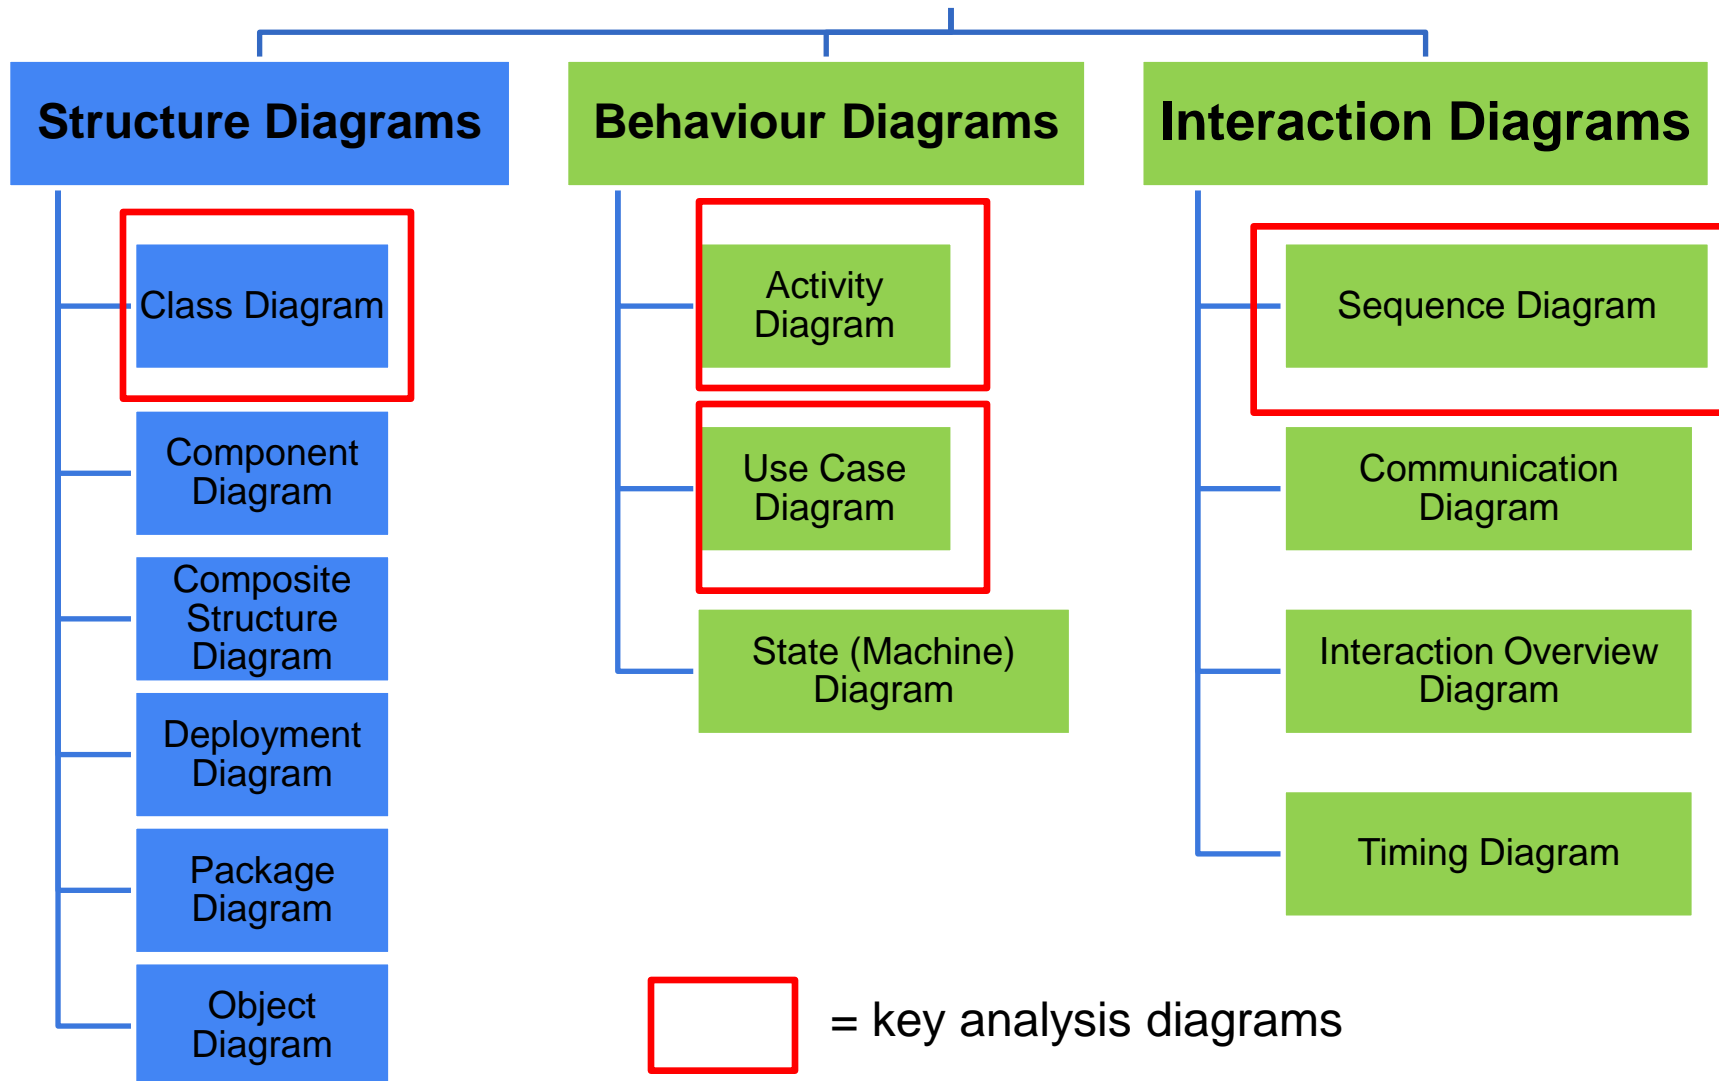 Structure Diagrams
Class Diagram
Component
Diagram
Composite
Structure
Diagram
Deployment
Diagram
Package
Diagram
Object
Diagram
Behaviour Diagrams
Activity
Diagram
Use Case
Diagram
State (Machine)
Diagram
Interaction Diagrams
Sequence Diagram
Communication
Diagram
Interaction Overview
Diagram
Timing Diagram
= key analysis diagrams